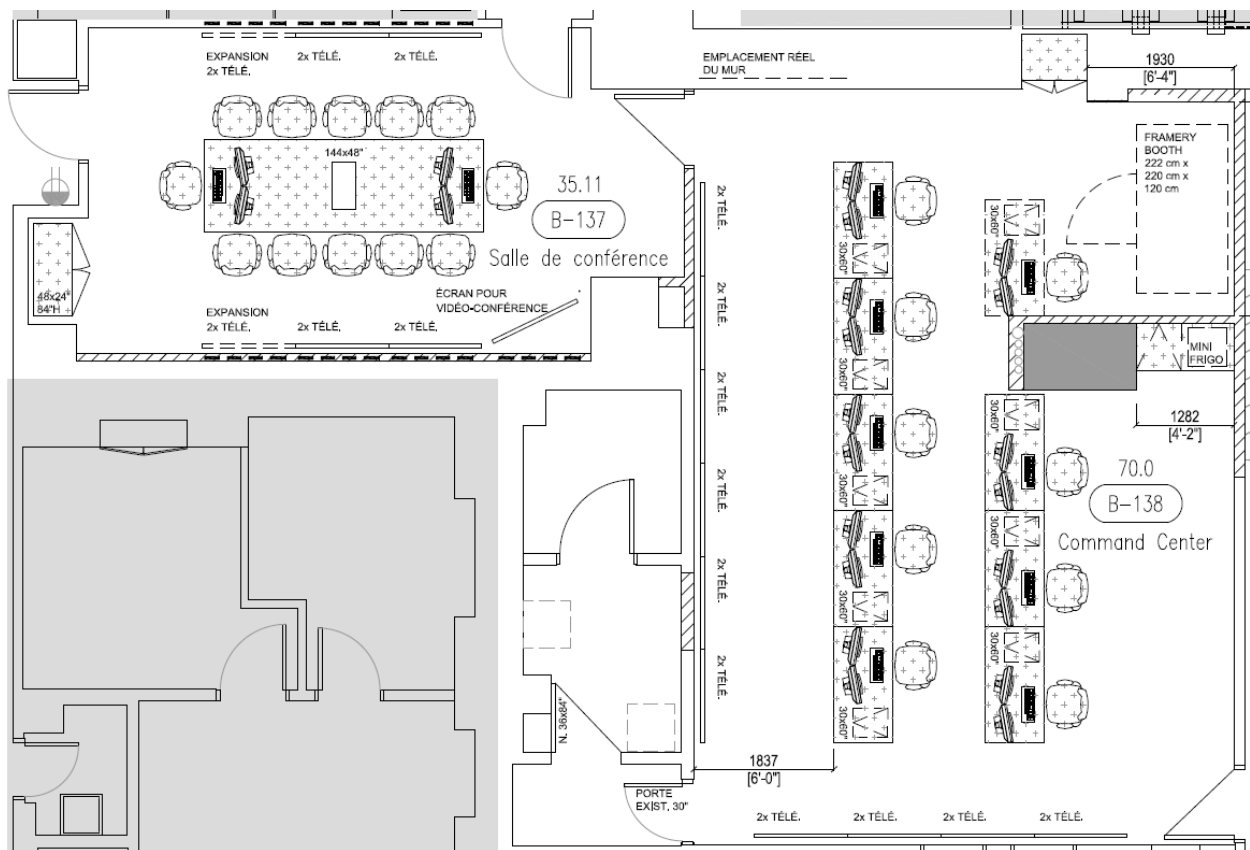 EXPANSION
2x TÉLÉ.
2x TÉLÉ.
2x TÉLÉ.
EMPLACEMENT RÉEL
DU MUR
1930
[6'-4"]
FRAMERY
BOOTH
222 cm x
220 cm x
120 cm
144x48"
35.11
B-137
Salle de conférence
48x24"
84"H
ÉCRAN POUR
VIDÉO-CONFÉRENCE
EXPANSION
2x TÉLÉ.
2x TÉLÉ.
2x TÉLÉ.
2x TÉLÉ.
2x TÉLÉ.
2x TÉLÉ.
2x TÉLÉ.
2x TÉLÉ.
2x TÉLÉ.
30x60"
30x60"
30x60"
30x60"
30x60"
30x60"
30x60"
30x60"
30x60"
MINI
FRIGO
1282
[4'-2"]
70.0
B-138
Command Center
N. 36x84"
1837
[6'-0"]
PORTE
EXIST. 30"
2x TÉLÉ.
2x TÉLÉ.
2x TÉLÉ.
2x TÉLÉ.